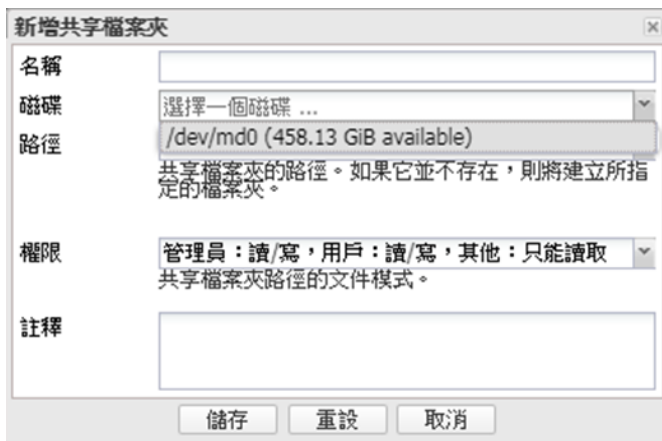 新增共享檔案夾
名稱
磁碟
選擇一個磁碟 ...
/dev/md0 (458.13 GiB available)
路徑
共享檔案夾的路徑。如果它並不存在，則將建立所指
定的檔案夾。
權限
管理員：讀/寫，用戶：讀/寫，其他：只能讀取
共享檔案夾路徑的文件模式。
註釋
儲存
重設
取消